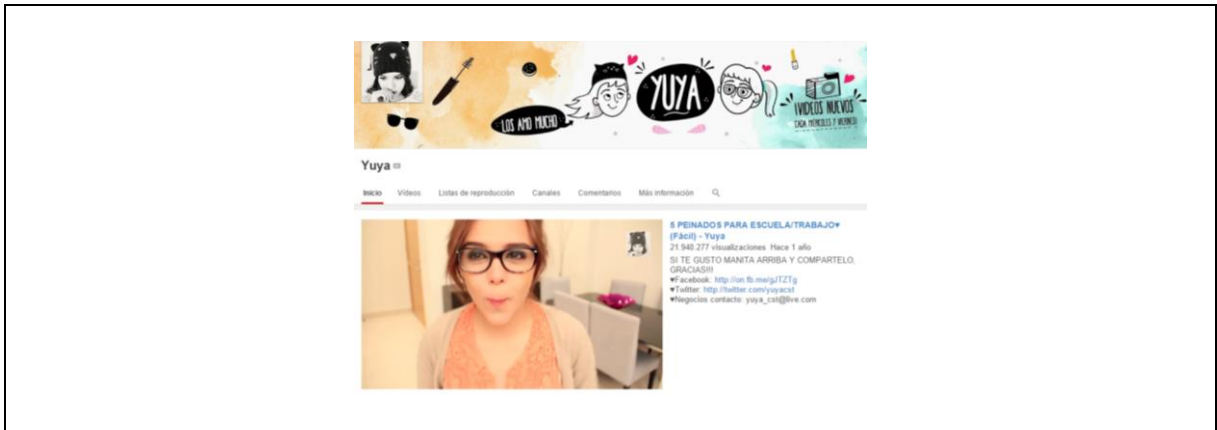 LOS AMO MUCHO
YUYA
¡VIDEOS NUEVOS
CADA MIÉRCOLES Y VIERNES!
Yuya
Inicio Vídeos Listas de reproducción Canales Comentarios Más información
5 PEINADOS PARA ESCUELA/TRABAJO♥
(Fácil) - Yuya
21.940.277 visualizaciones Hace 1 año
SI TE GUSTO MANITA ARRIBA Y COMPARTELO,
GRACIAS!!!
♥Facebook: http://on.fb.me/gJTZTg
♥Twitter: http://twitter.com/yuyacst
♥Negocios contacto: yuya_cst@live.com